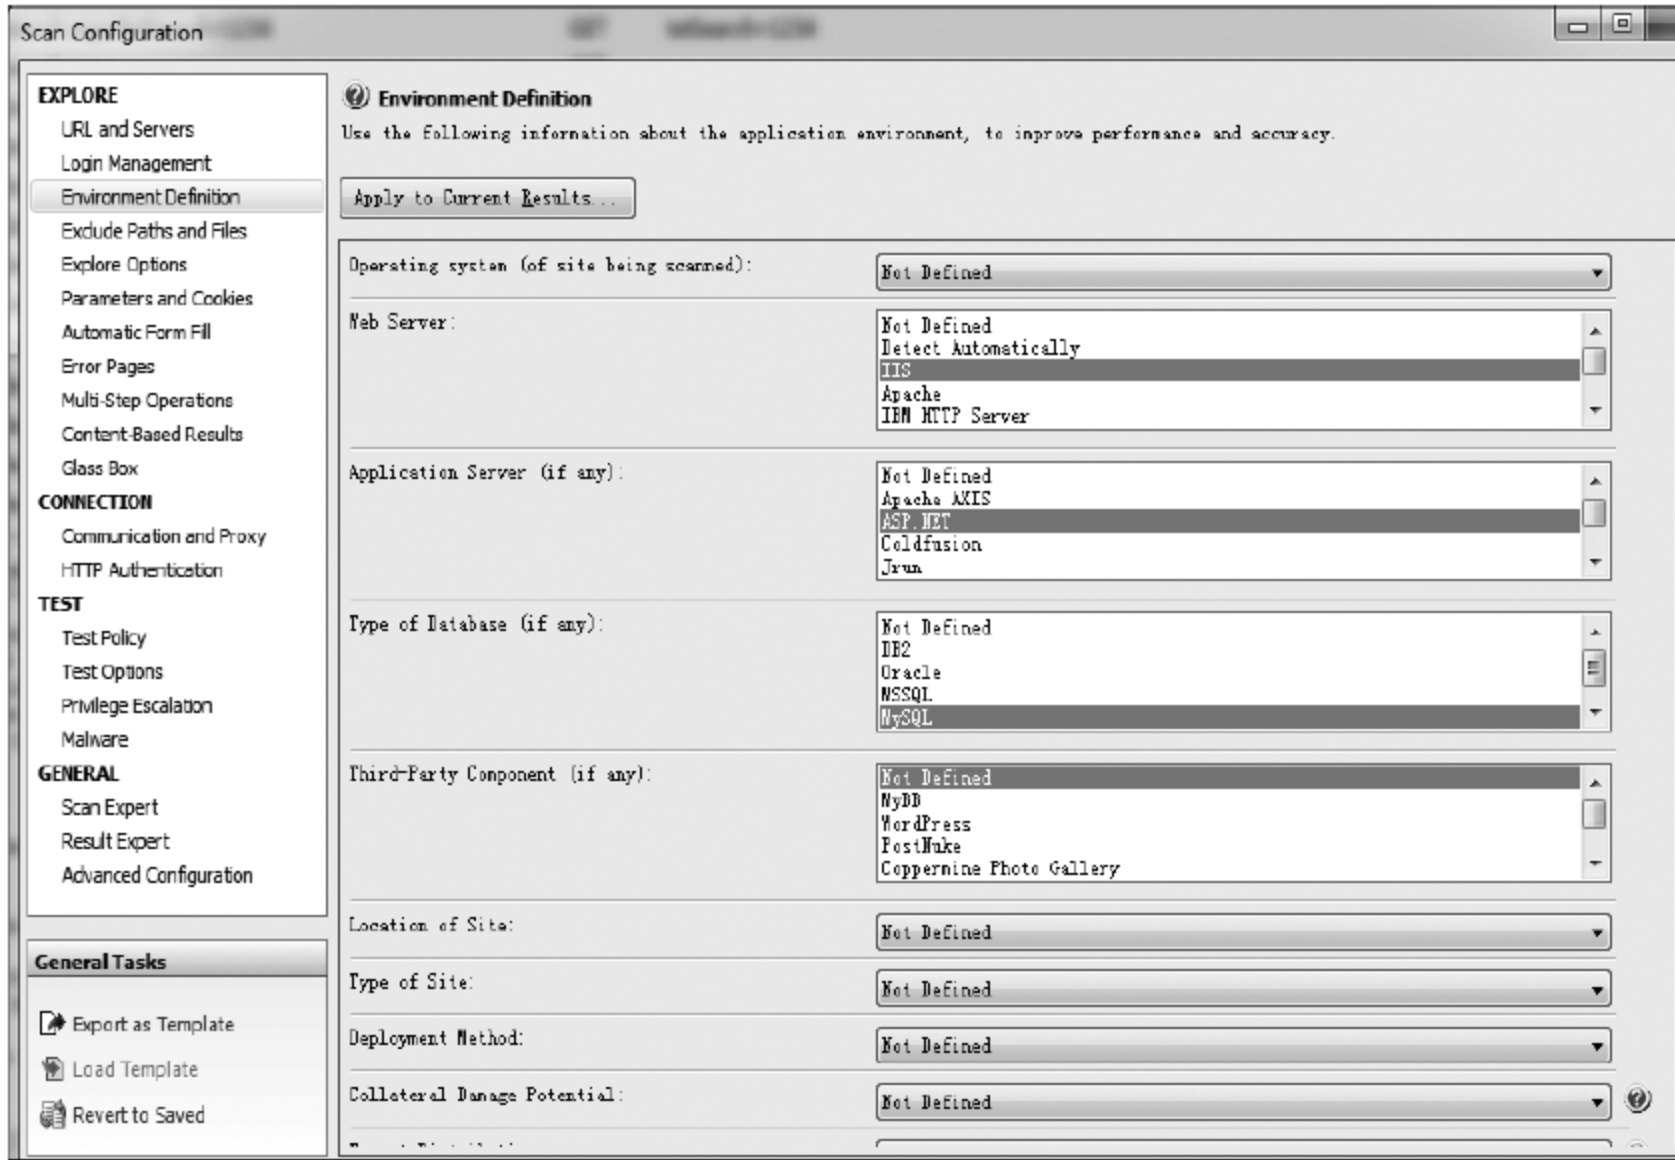 Scan Configuration
EXPLORE
URL and Servers
Login Management
Environment Definition
Exclude Paths and Files
Explore Options
Parameters and Cookies
Automatic Form Fill
Error Pages
Multi-Step Operations
Content-Based Results
Glass Box
CONNECTION
Communication and Proxy
HTTP Authentication
TEST
Test Policy
Test Options
Privilege Escalation
Malware
GENERAL
Scan Expert
Result Expert
Advanced Configuration
General Tasks
Export as Template
Load Template
Revert to Saved
Environment Definition
Use the following information about the application environment, to improve performance and accuracy.
Apply to Current Results...
Operating system (of site being scanned):
Not Defined
Web Server:
Not Defined
Detect Automatically
IIS
Apache
IBM HTTP Server
Application Server (if any):
Not Defined
Apache AXIS
ASP.NET
Coldfusion
Jrun
Type of Database (if any):
Not Defined
DB2
Oracle
MSSQL
MySQL
Third-Party Component (if any):
Not Defined
MyBB
WordPress
PostNuke
Coppermine Photo Gallery
Location of Site:
Not Defined
Type of Site:
Not Defined
Deployment Method:
Not Defined
Collateral Damage Potential:
Not Defined